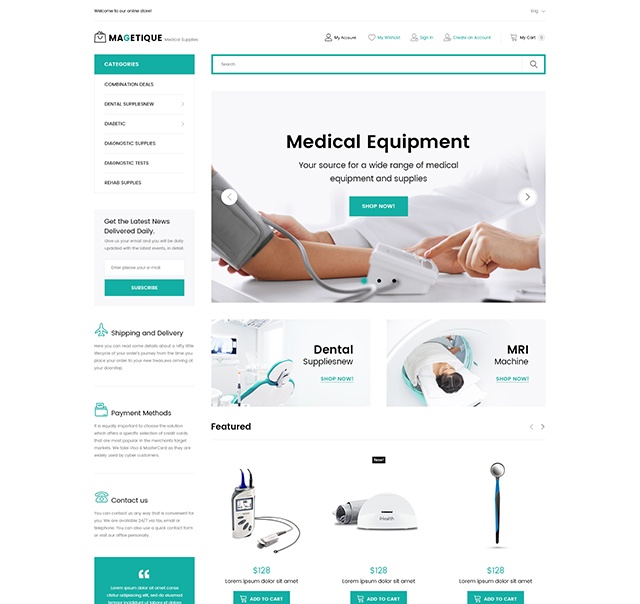 Welcome to our online store!
Eng
MAGETIQUE Medical Supplies
My Account
My Wishlist
Sign In
Create an Account
My Cart 0
CATEGORIES
Search
COMBINATION DEALS
DENTAL SUPPLIESNEW
DIABETIC
DIAGNOSTIC SUPPLIES
DIAGNOSTIC TESTS
REHAB SUPPLIES
Medical Equipment
Your source for a wide range of medical
equipment and supplies
SHOP NOW!
Get the Latest News
Delivered Daily.
Give us your email and you will be daily
updated with the latest events, in detail.
Enter please your e-mail
SUBSCRIBE
Shipping and Delivery
Here you can read some details about a nifty little
lifecycle of your order's journey from the time you
place your order to your new treasures arriving at
your doorstep.
Dental
Suppliesnew
SHOP NOW!
MRI
Machine
SHOP NOW!
Payment Methods
It is equally important to choose the solution
which offers a specific selection of credit cards
that are most popular in the merchants target
markets. We take Visa & MasterCard as they are
widely used by cyber customers.
Contact us
You can contact us any way that is convenient for
you. We are available 24/7 via fax, email or
telephone. You can also use a quick contact form
or visit our office personally.
Lorem ipsum dolor sit amet conse
ctetur adipisicing elit, sed do eiusmod
tempor incididunt ut labore et dolore
Featured
New!
iHealth
$128
Lorem ipsum dolor sit amet
ADD TO CART
$128
Lorem ipsum dolor sit amet
ADD TO CART
$128
Lorem ipsum dolor sit amet
ADD TO CART